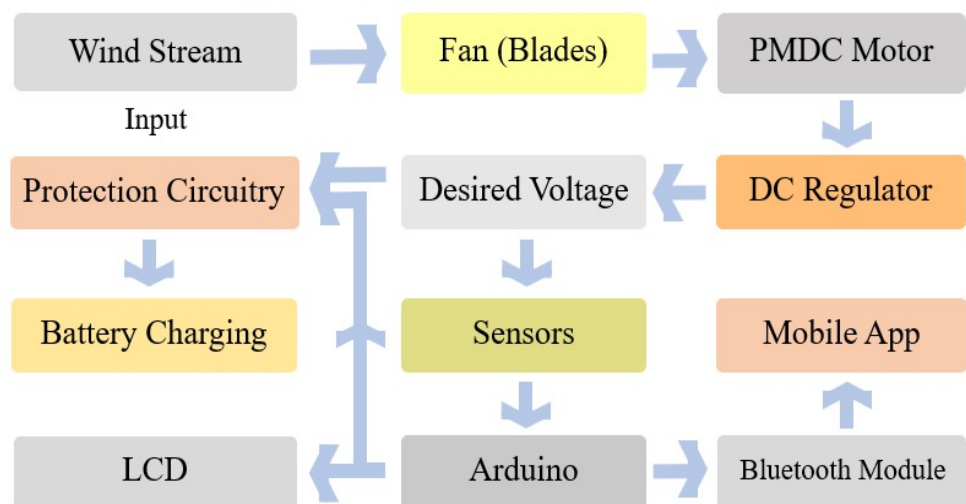 Wind Stream
Fan (Blades)
PMDC Motor
Input
Protection Circuitry
Desired Voltage
DC Regulator
Battery Charging
Sensors
Mobile App
LCD
Arduino
Bluetooth Module